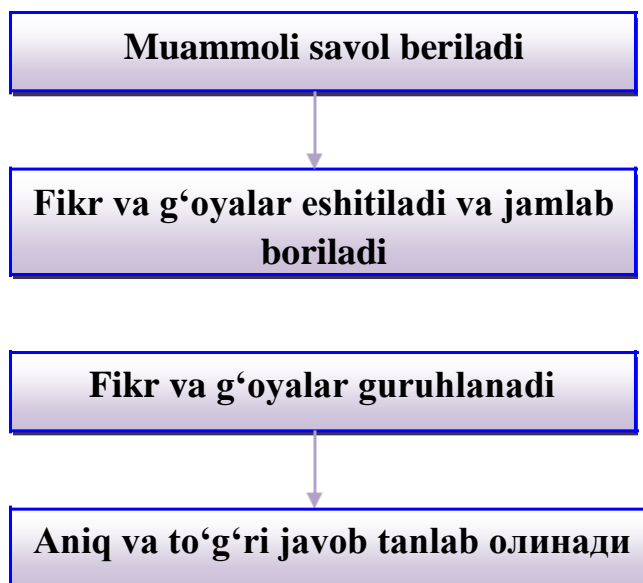 Muammoli savol beriladi
Fikr va g‘oyalar eshitiladi va jamlab
boriladi
Fikr va g‘oyalar guruhlanadi
Aniq va to‘g‘ri javob tanlab олинади